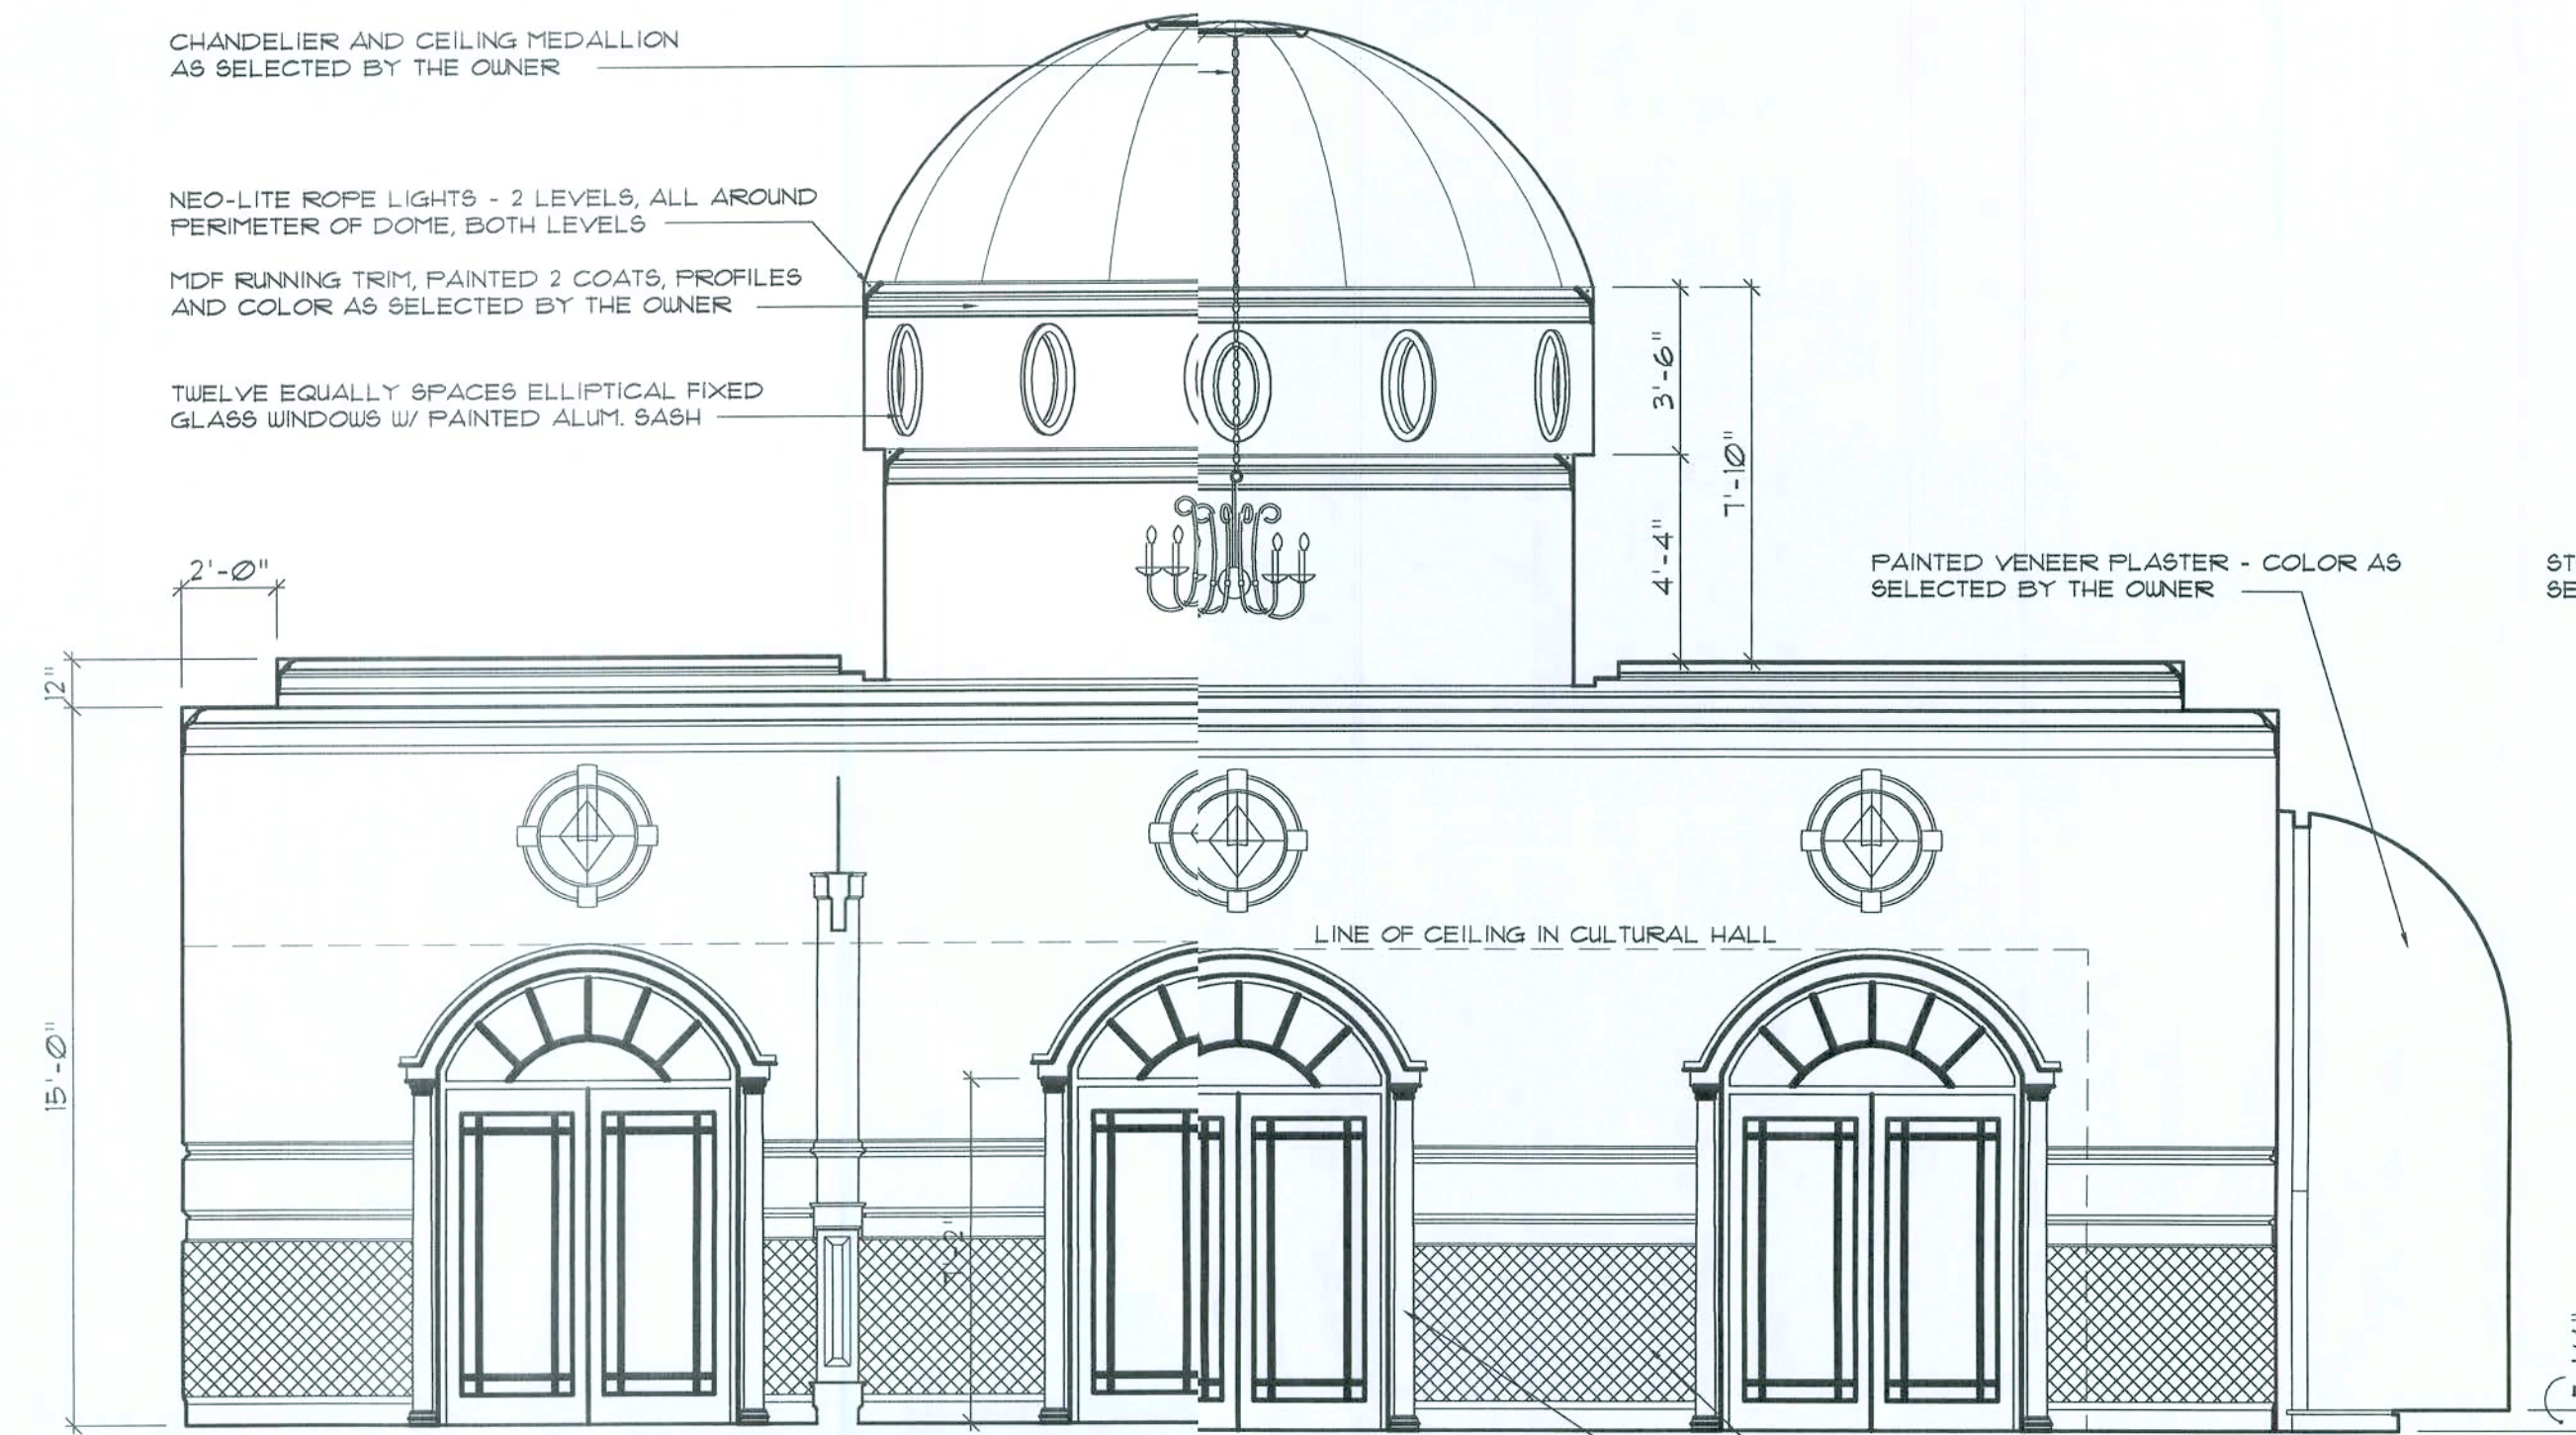 CHANDELIER AND CEILING MEDALLION
AS SELECTED BY THE OWNER
NEO-LITE ROPE LIGHTS - 2 LEVELS, ALL AROUND
PERIMETER OF DOME, BOTH LEVELS
MDF RUNNING TRIM, PAINTED 2 COATS, PROFILES
AND COLOR AS SELECTED BY THE OWNER
TWELVE EQUALLY SPACES ELLIPTICAL FIXED
GLASS WINDOWS W/ PAINTED ALUM. SASH
3'-6"
7'-10"
4'-4"
2'-0"
12"
PAINTED VENEER PLASTER - COLOR AS
SELECTED BY THE OWNER
ST
SE
LINE OF CEILING IN CULTURAL HALL
15'-0"
7'-2"